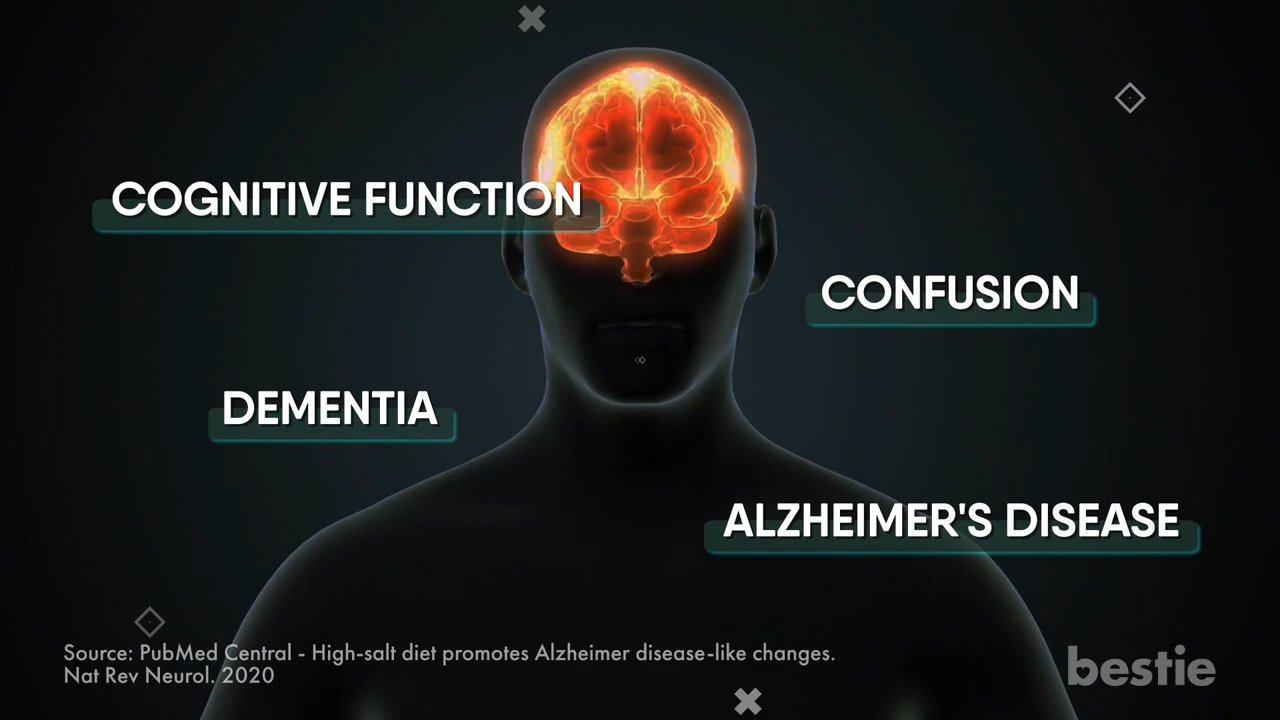 COGNITIVE FUNCTION
CONFUSION
DEMENTIA
ALZHEIMER'S DISEASE
Source: PubMed Central - High-salt diet promotes Alzheimer disease-like changes.
Nat Rev Neurol. 2020
bestie